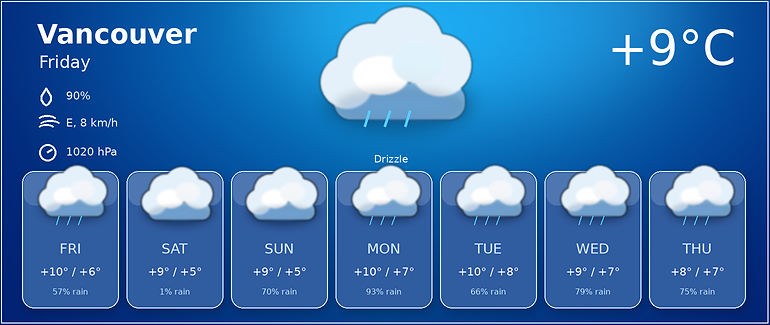 Vancouver
+9°C
Friday
90%
E, 8 km/h
1020 hPa
Drizzle
FRI
+10° / +6°
57% rain
SAT
+9° / +5°
1% rain
SUN
+9° / +5°
70% rain
MON
+10° / +7°
93% rain
TUE
+10° / +8°
66% rain
WED
+9° / +7°
79% rain
THU
+8° / +7°
75% rain